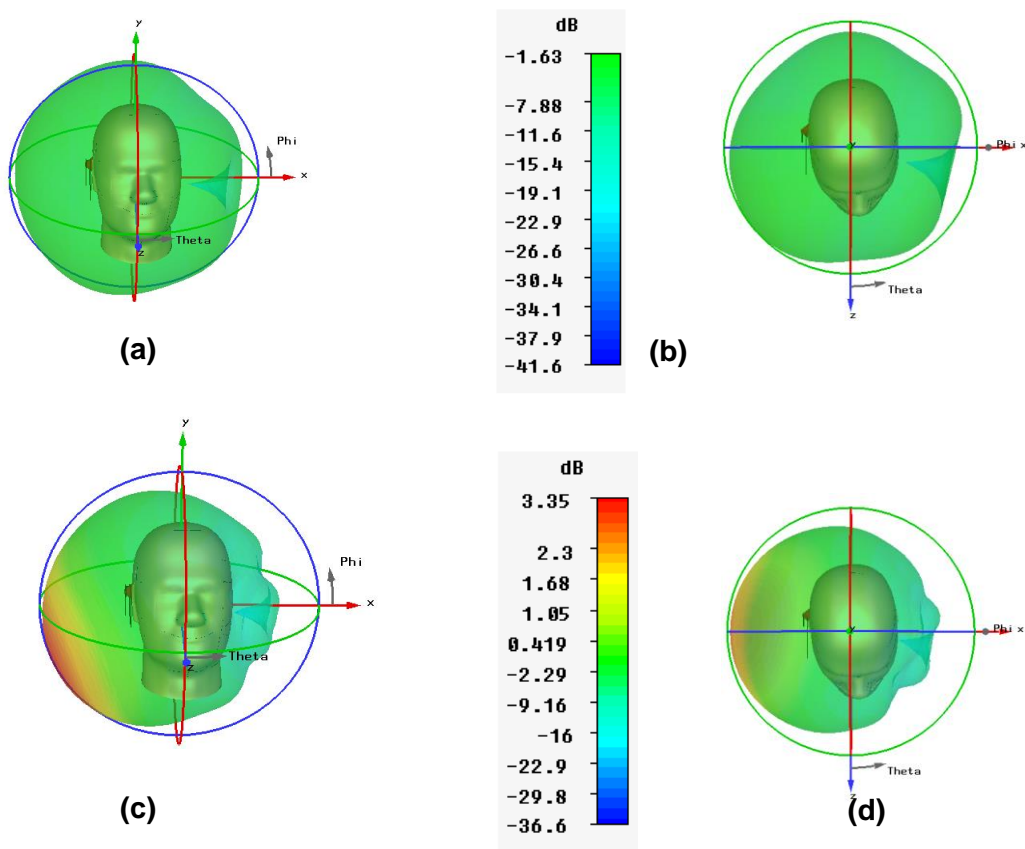 y
Phi
x
Theta
z
(a)
dB
-1.63
-7.88
-11.6
-15.4
-19.1
-22.9
-26.6
-30.4
-34.1
-37.9
-41.6
Phi x
Theta
z
(b)
y
Phi
x
Theta
z
(c)
dB
3.35
2.3
1.68
1.05
0.419
-2.29
-9.16
-16
-22.9
-29.8
-36.6
Phi x
Theta
z
(d)